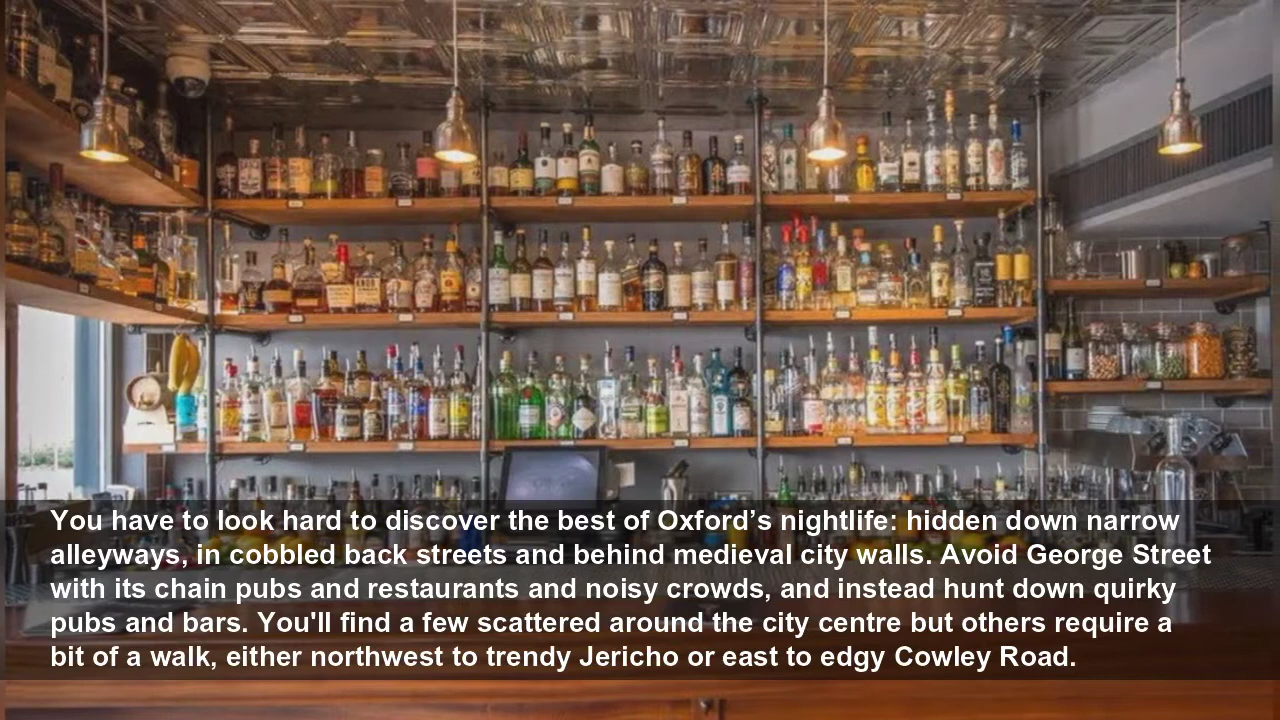 You have to look hard to discover the best of Oxford’s nightlife: hidden down narrow
alleyways, in cobbled back streets and behind medieval city walls. Avoid George Street
with its chain pubs and restaurants and noisy crowds, and instead hunt down quirky
pubs and bars. You'll find a few scattered around the city centre but others require a
bit of a walk, either northwest to trendy Jericho or east to edgy Cowley Road.